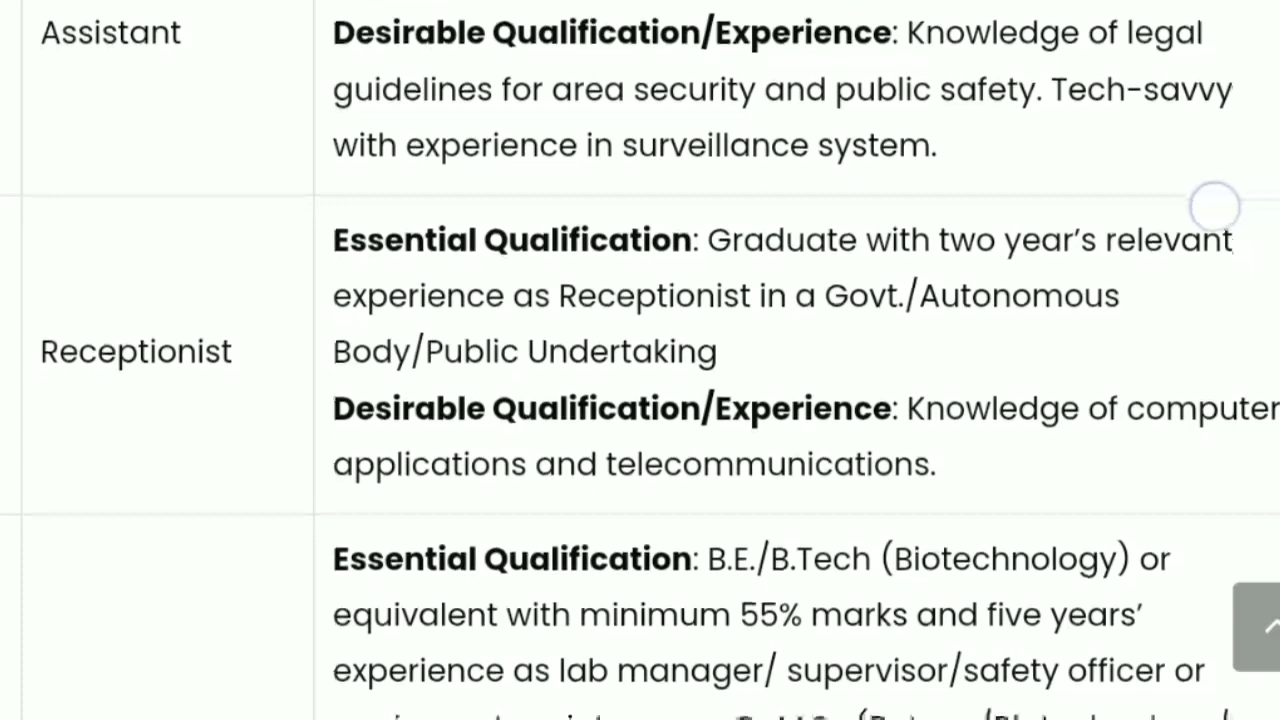 Assistant
Desirable Qualification/Experience: Knowledge of legal
guidelines for area security and public safety. Tech-savvy
with experience in surveillance system.
Receptionist
Essential Qualification: Graduate with two year’s relevant
experience as Receptionist in a Govt./Autonomous
Body/Public Undertaking
Desirable Qualification/Experience: Knowledge of computer
applications and telecommunications.
Essential Qualification: B.E./B.Tech (Biotechnology) or
equivalent with minimum 55% marks and five years’
experience as lab manager/ supervisor/safety officer or